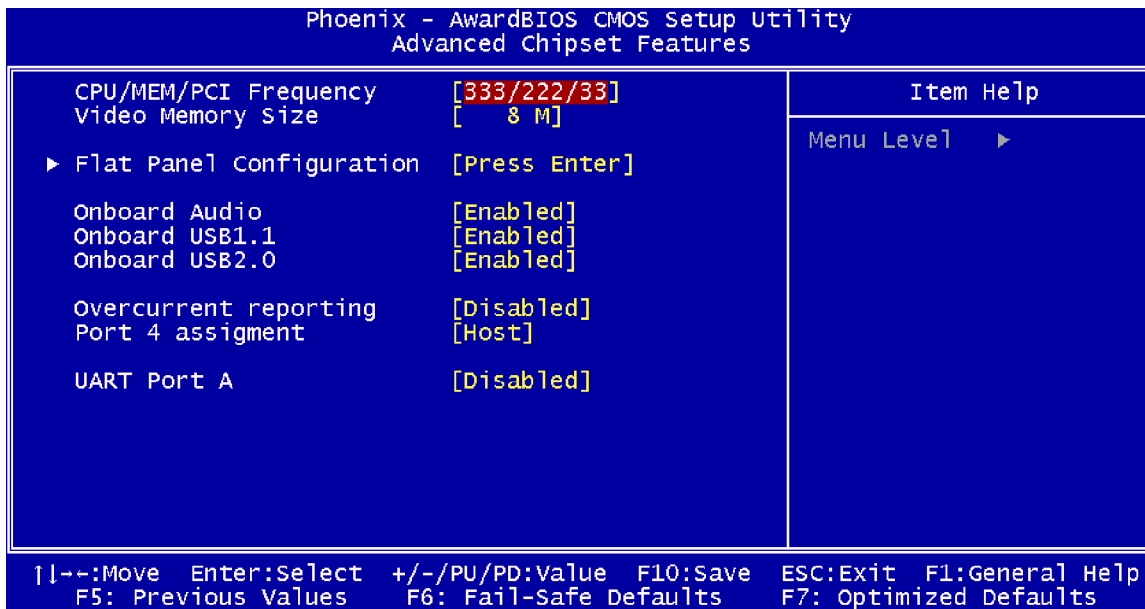 Phoenix - AwardBIOS CMOS Setup Utility
Advanced Chipset Features
CPU/MEM/PCI Frequency [333/222/33]
Video Memory Size [ 8 M]
▶ Flat Panel Configuration [Press Enter]
Onboard Audio [Enabled]
Onboard USB1.1 [Enabled]
Onboard USB2.0 [Enabled]
Overcurrent reporting [Disabled]
Port 4 assigment [Host]
UART Port A [Disabled]
Item Help
Menu Level ▶
↑↓→←:Move Enter:Select +/-/PU/PD:Value F10:Save ESC:Exit F1:General Help
F5: Previous Values F6: Fail-Safe Defaults F7: Optimized Defaults